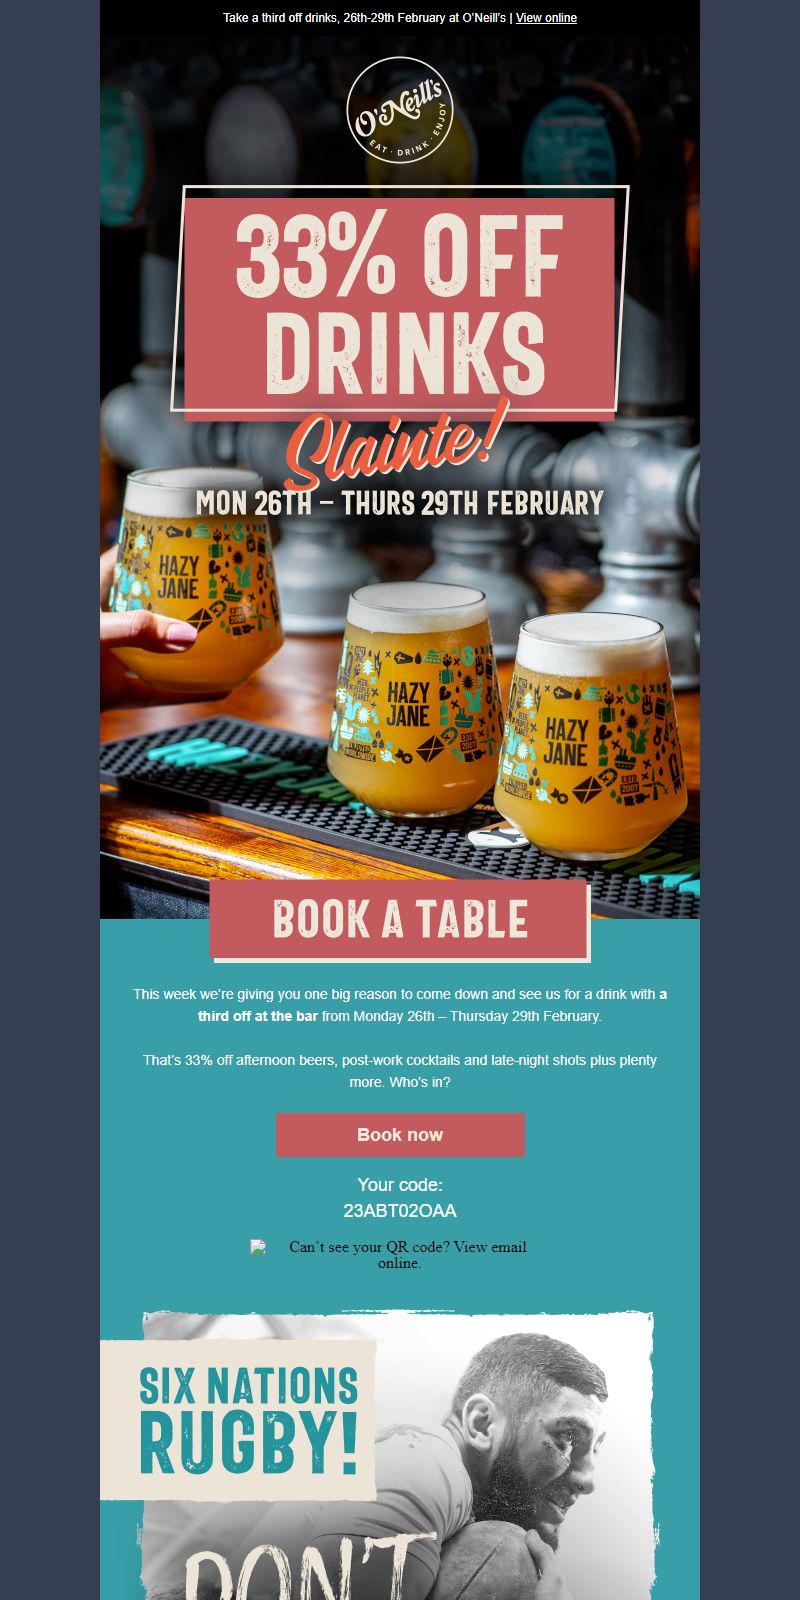 Take a third off drinks, 26th-29th February at O'Neill's | View online
O'Neill's
EAT · DRINK · ENJOY
33% OFF
DRINKS
Slainte!
MON 26TH – THURS 29TH FEBRUARY
HAZY
JANE
HAZY
JANE
HAZY
JANE
ESTD
2007
ESTD
2007
BOOK A TABLE
This week we're giving you one big reason to come down and see us for a drink with a
third off at the bar from Monday 26th – Thursday 29th February.
That's 33% off afternoon beers, post-work cocktails and late-night shots plus plenty
more. Who's in?
Book now
Your code:
23ABT02OAA
Can't see your QR code? View email
online.
SIX NATIONS
RUGBY!
DON'T